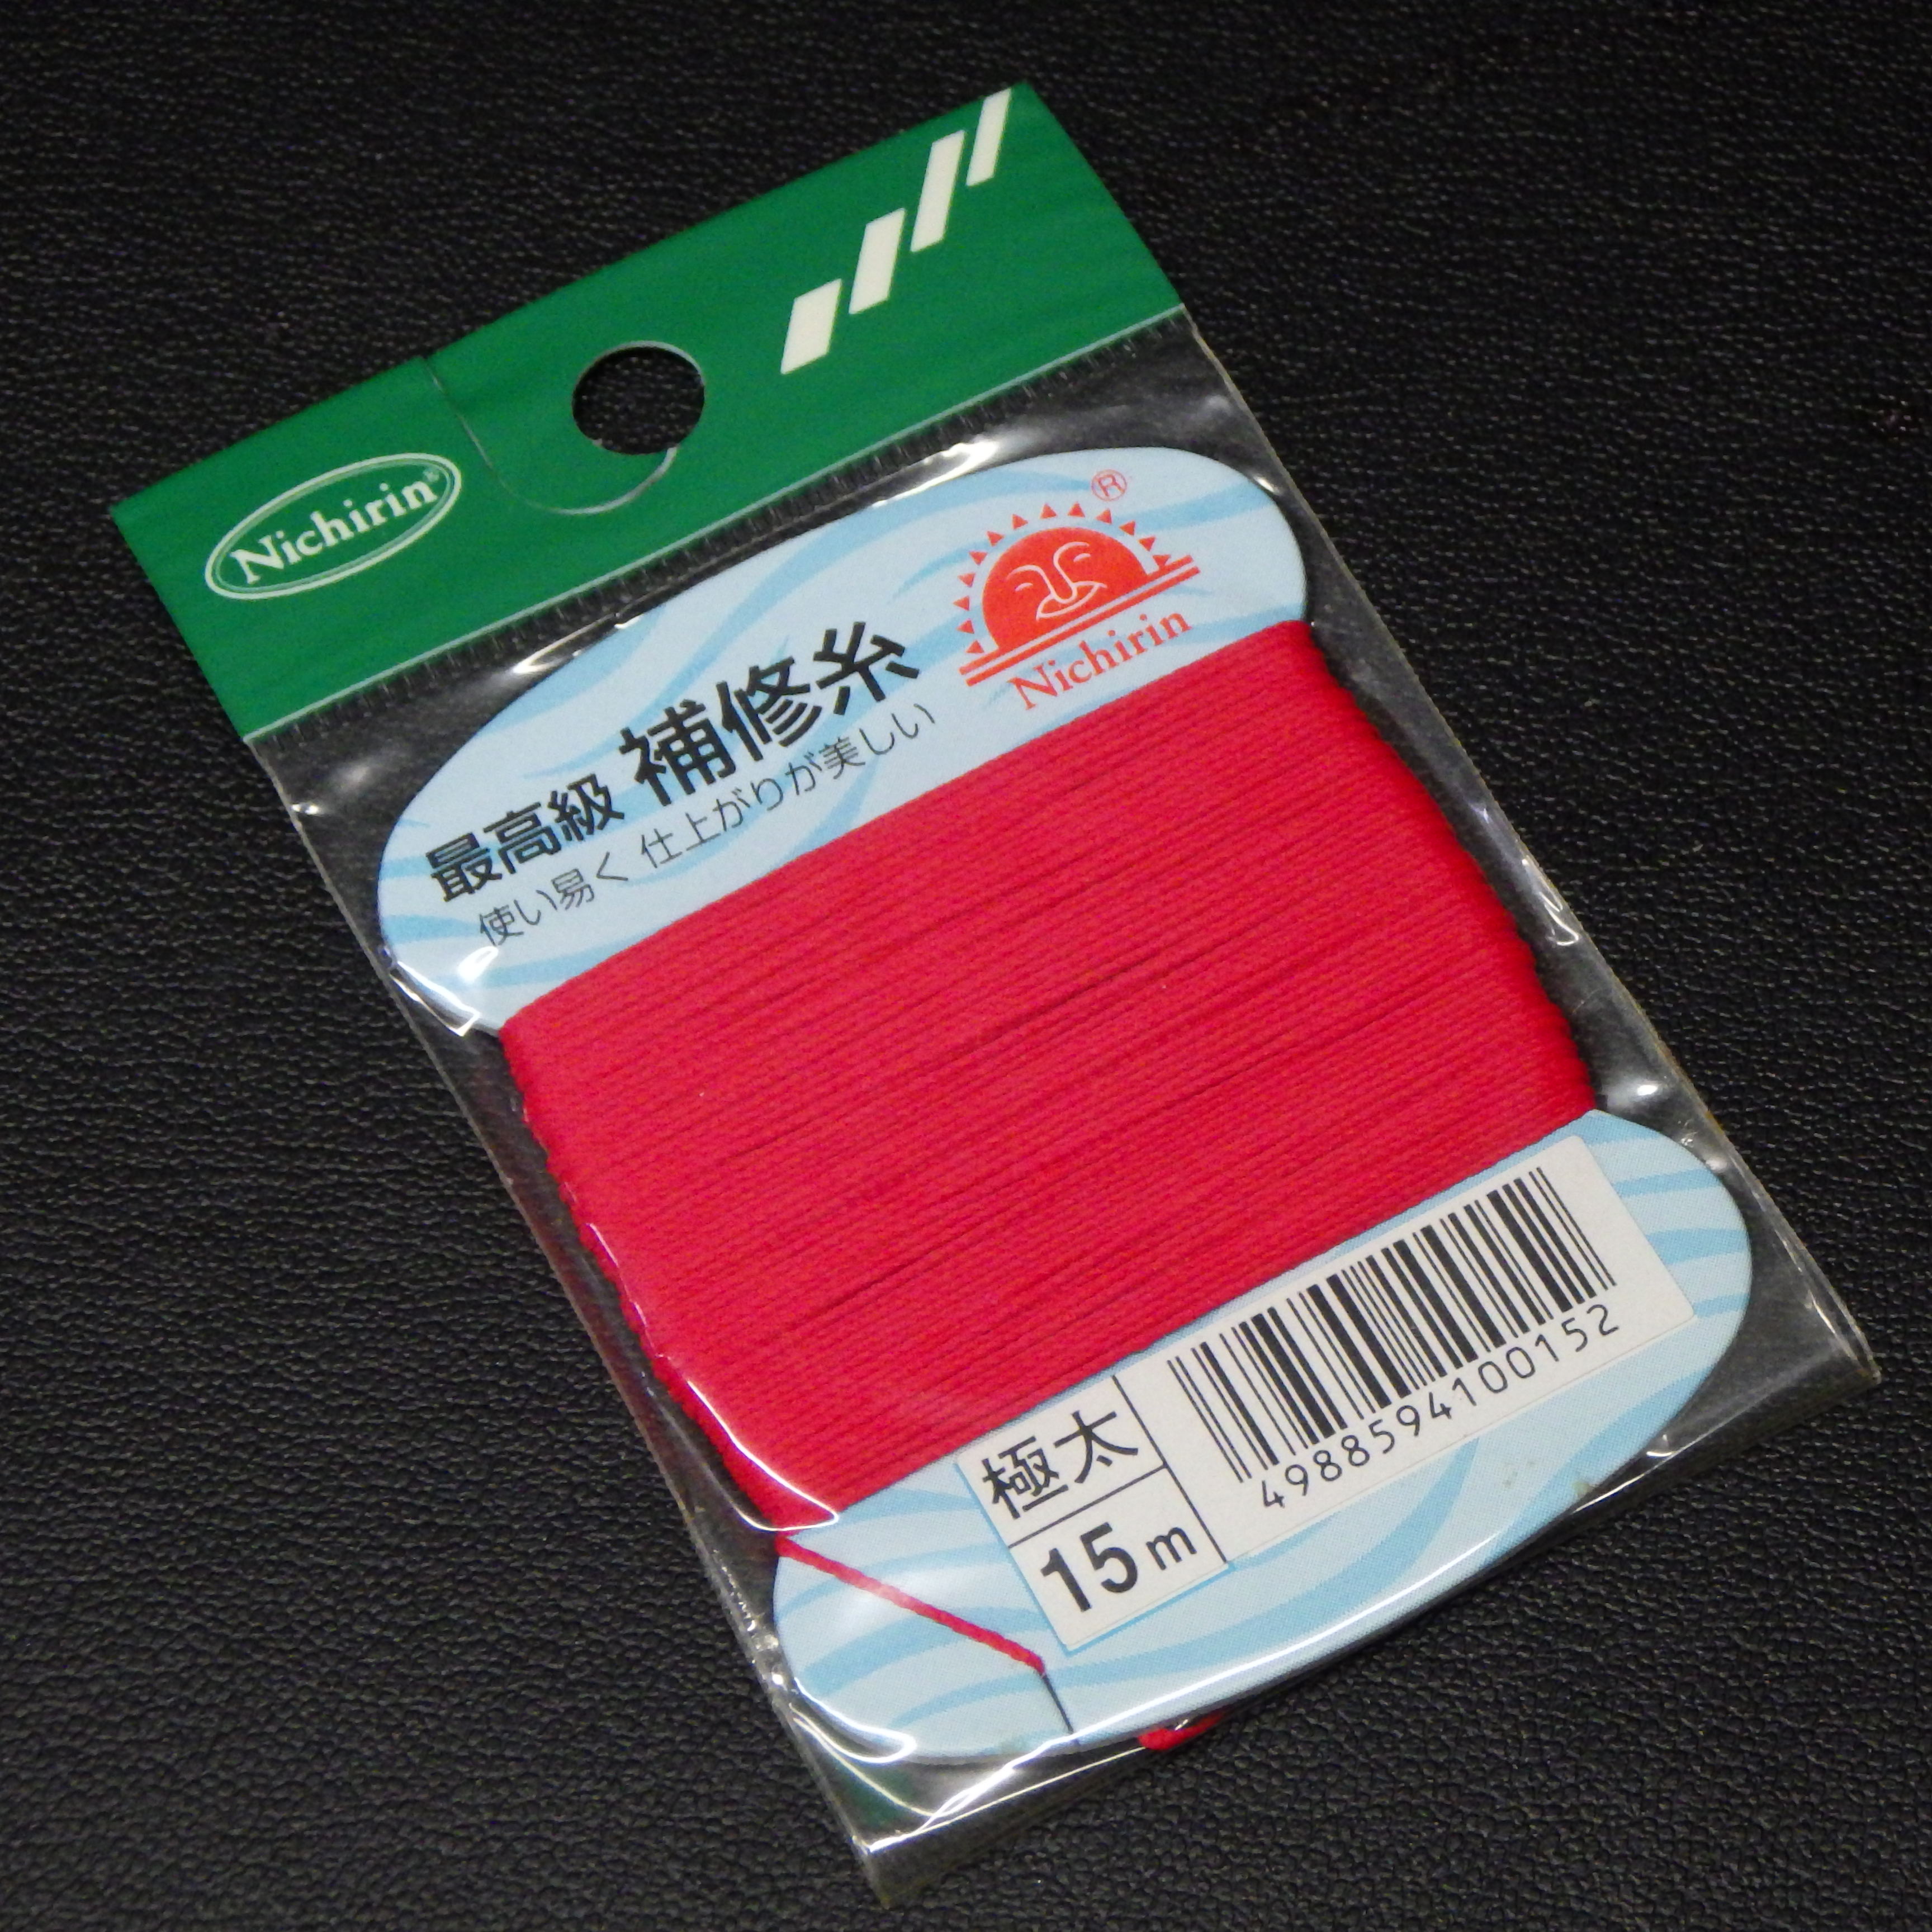 Nichirin®
®
Nichirin
最高級 補修糸
使い易く 仕上がりが美しい
極太
15m
4988594100152